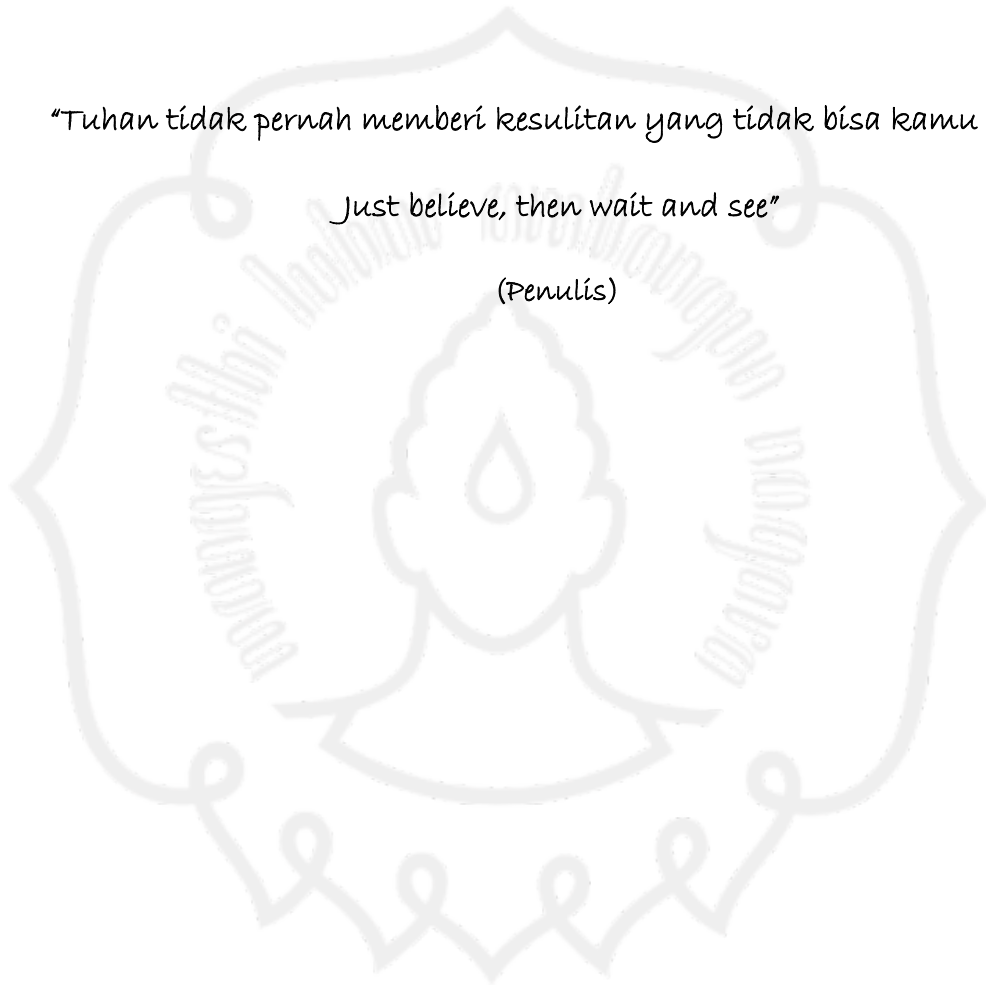 “Tuhan tidak pernah memberi kesulitan yang tidak bisa kamu
Just believe, then wait and see”
(Penulis)